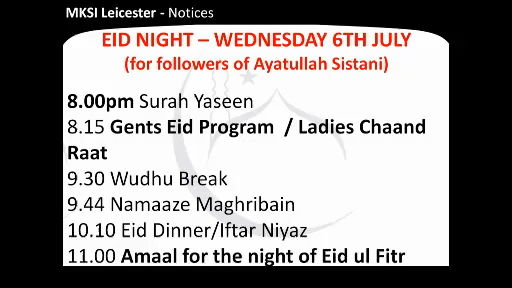 MKSI Leicester - Notices
EID NIGHT – WEDNESDAY 6TH JULY
(for followers of Ayatullah Sistani)
8.00pm Surah Yaseen
8.15 Gents Eid Program / Ladies Chaand
Raat
9.30 Wudhu Break
9.44 Namaaze Maghribain
10.10 Eid Dinner/Iftar Niyaz
11.00 Amaal for the night of Eid ul Fitr